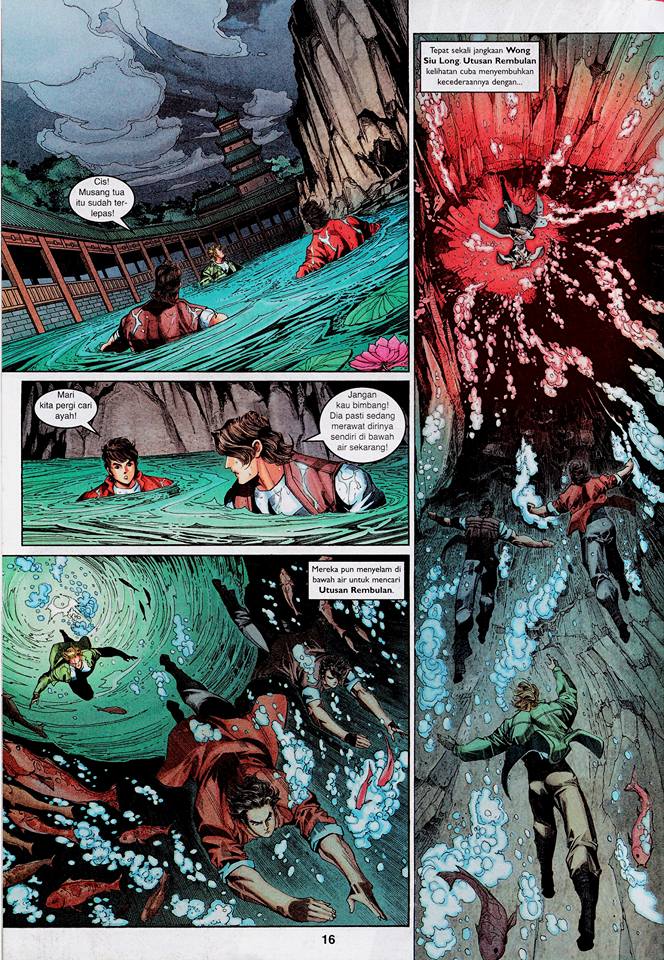 Cis!
Musang tua
itu sudah ter-
lepas!
Mari
kita pergi cari
ayah!
Jangan
kau bimbang!
Dia pasti sedang
merawat dirinya
sendiri di bawah
air sekarang!
Mereka pun menyelam di
bawah air untuk mencari
Utusan Rembulan.
Tepat sekali jangkaan Wong
Siu Long. Utusan Rembulan
kelihatan cuba menyembuhkan
kecederaannya dengan...
16